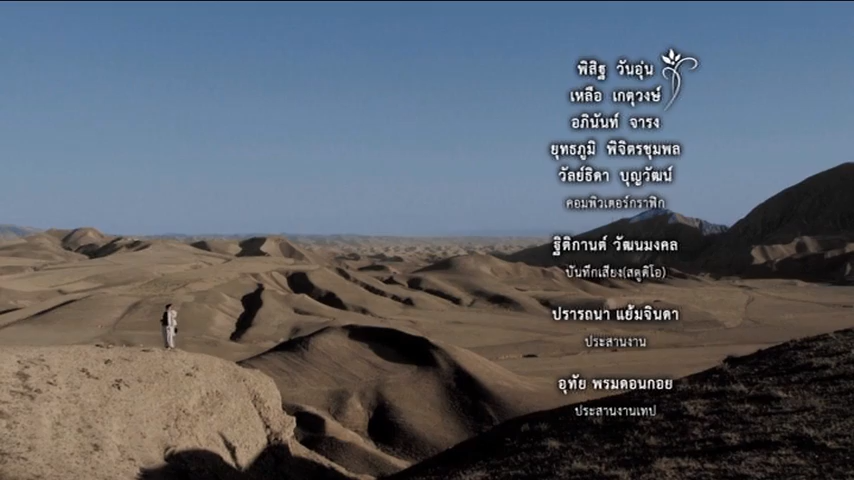 พิสิฐ วันอุ่น
เหลือ เกตุวงษ์
อภินันท์ จารง
ยุทธภูมิ พิจิตรชุมพล
วัลย์ธิดา บุญวัฒน์
คอมพิวเตอร์กราฟิก
ฐิติกานต์ วัฒนมงคล
บันทึกเสียง(สตูดิโอ)
ปรารถนา แย้มจินดา
ประสานงาน
อุทัย พรมดอนกอย
ประสานงานเทป